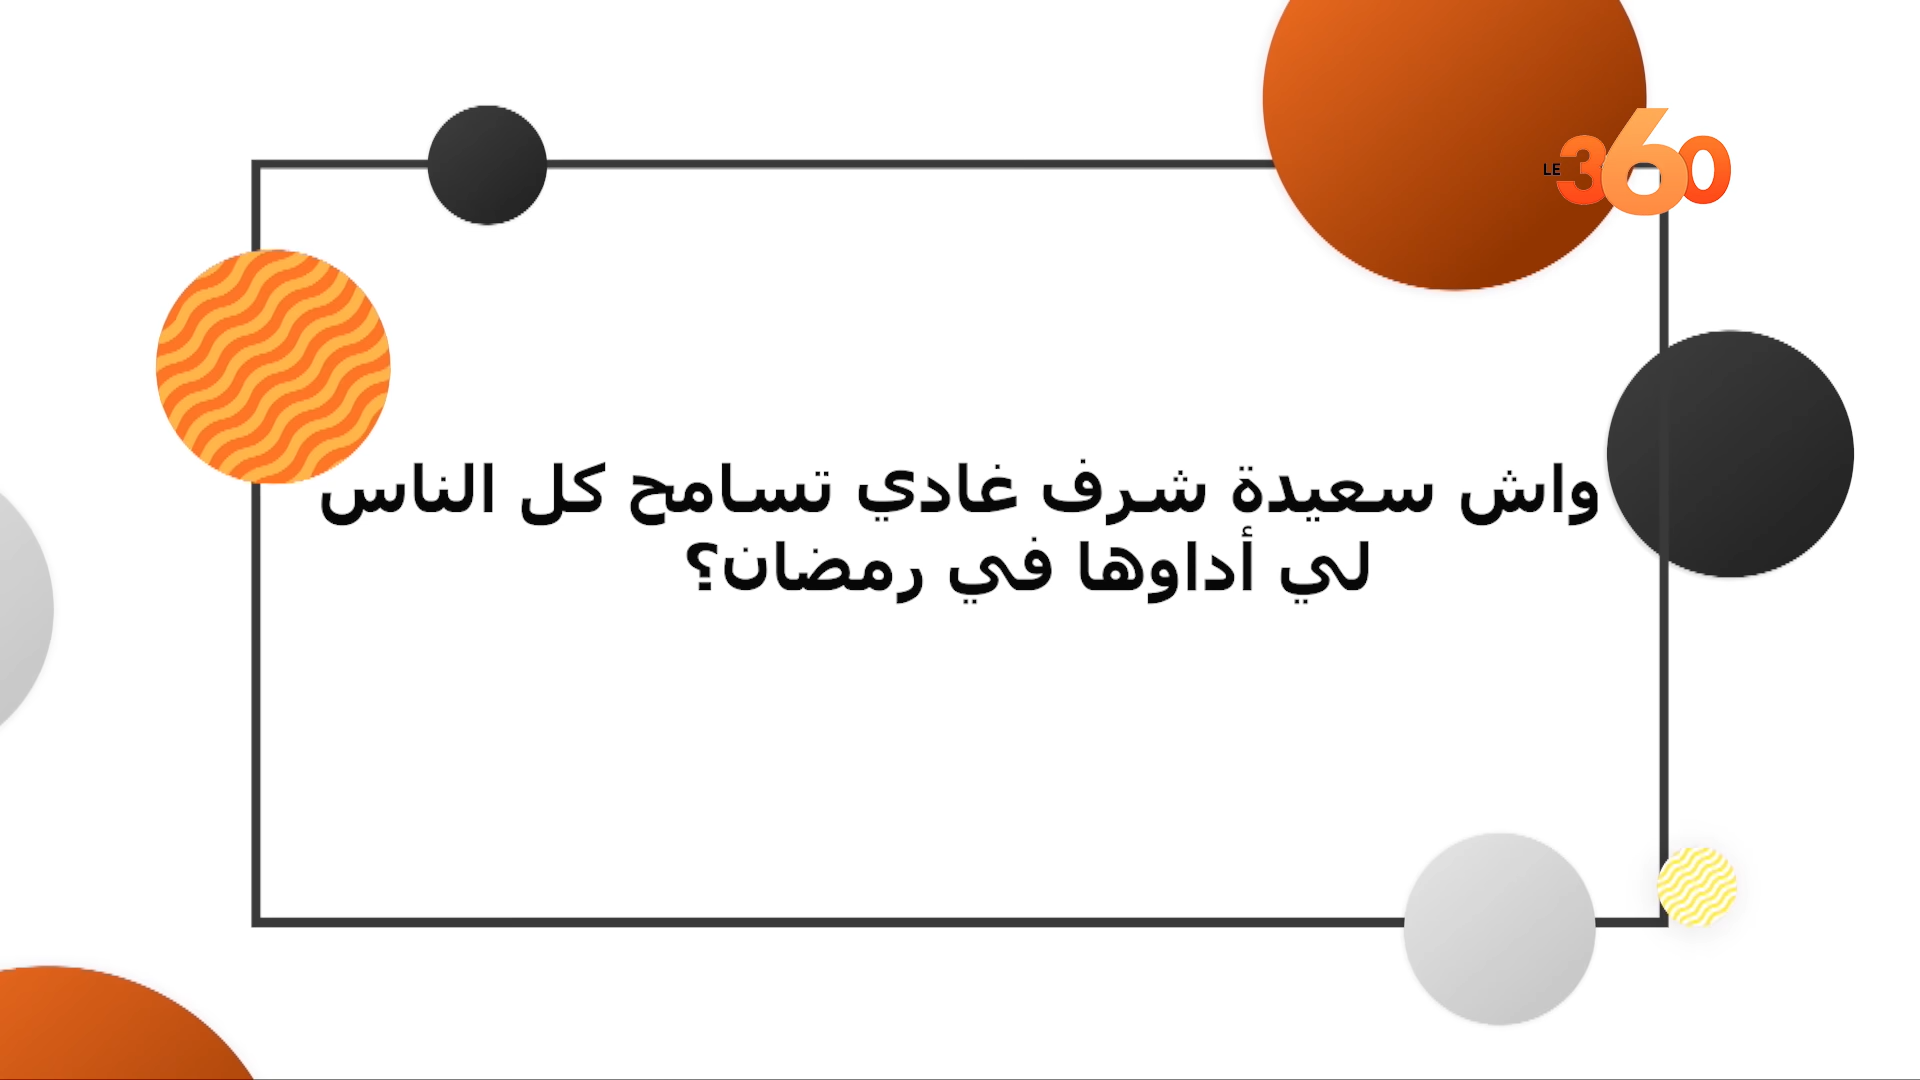 LE 360
واش سعيدة شرف غادي تسامح كل الناس
لي أداوها في رمضان؟